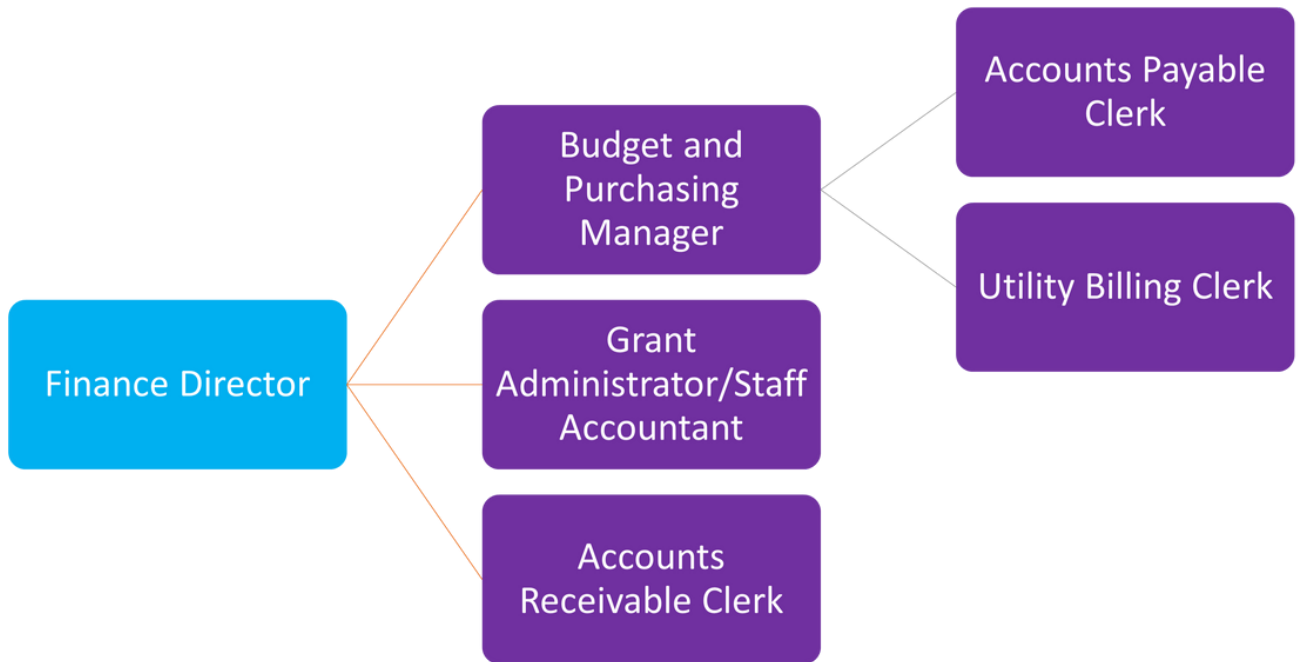 Finance Director
Budget and
Purchasing
Manager
Grant
Administrator/Staff
Accountant
Accounts
Receivable Clerk
Accounts Payable
Clerk
Utility Billing Clerk